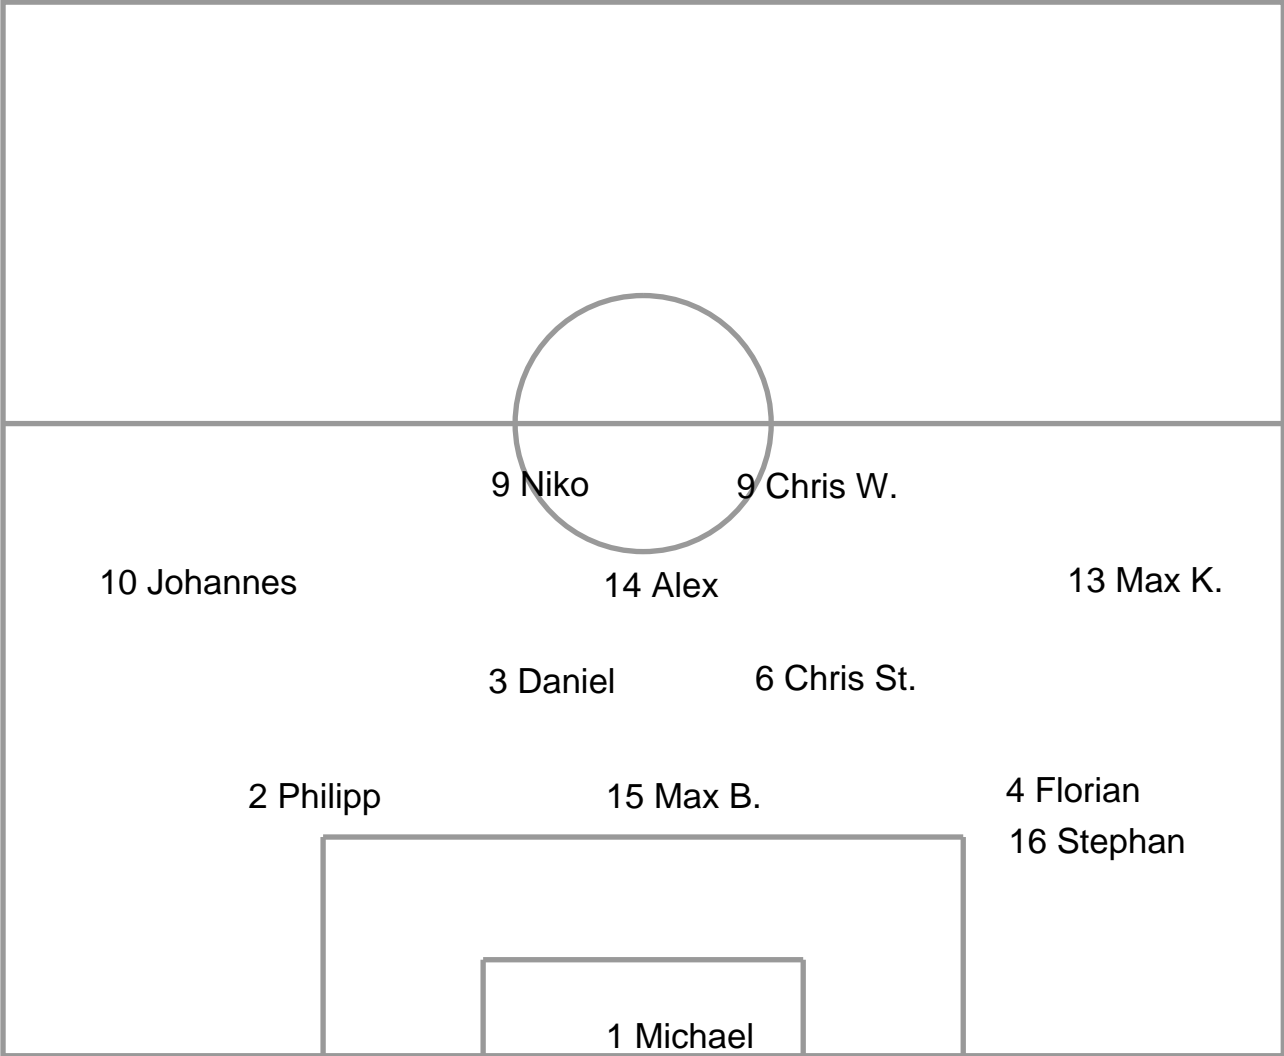 9 Niko
9 Chris W.
10 Johannes
14 Alex
13 Max K.
3 Daniel
6 Chris St.
2 Philipp
15 Max B.
4 Florian
16 Stephan
1 Michael